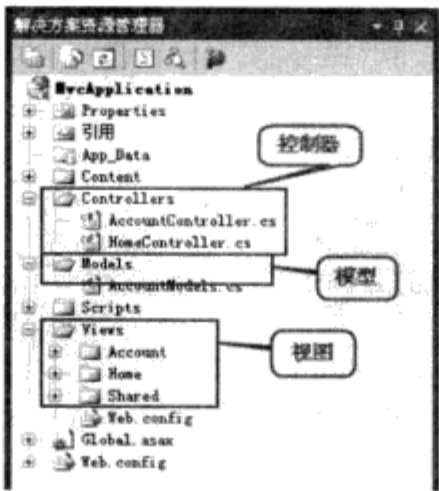 解决方案资源管理器
MvcApplication
Properties
引用
App_Data
控制器
Content
Controllers
AccountController.cs
HomeController.cs
Models
模型
AccountModels.cs
Scripts
Views
Account
视图
Home
Shared
Web.config
Global.asax
Web.config